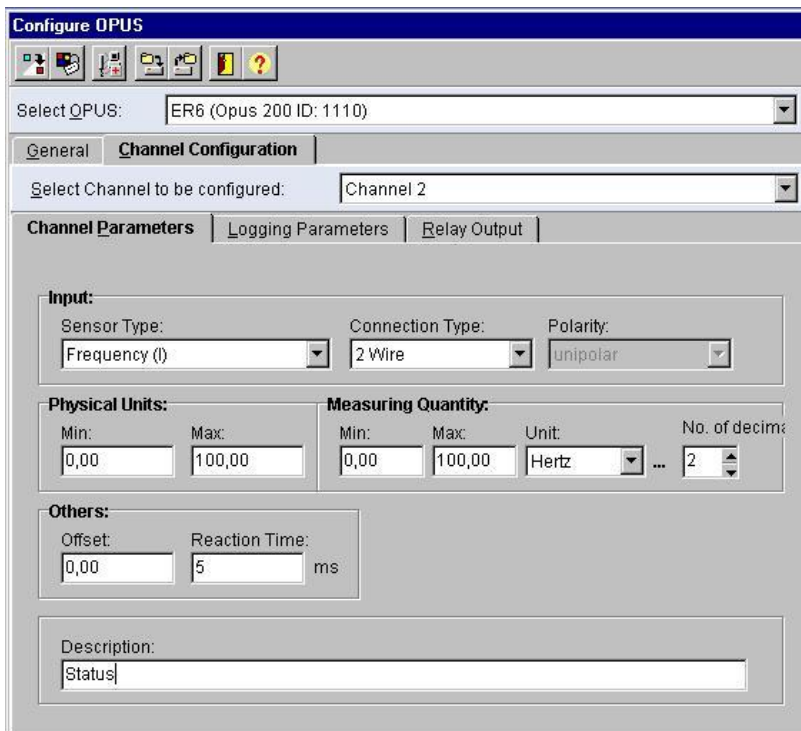 Configure OPUS
Select OPUS: ER6 (Opus 200 ID: 1110)
General Channel Configuration
Select Channel to be configured: Channel 2
Channel Parameters Logging Parameters Relay Output
Input:
Sensor Type: Connection Type: Polarity:
Frequency (I) 2 Wire unipolar
Physical Units: Measuring Quantity:
Min: Max: Min: Max: Unit: No. of decima
0,00 100,00 0,00 100,00 Hertz ... 2
Others:
Offset: Reaction Time:
0,00 5 ms
Description:
Status